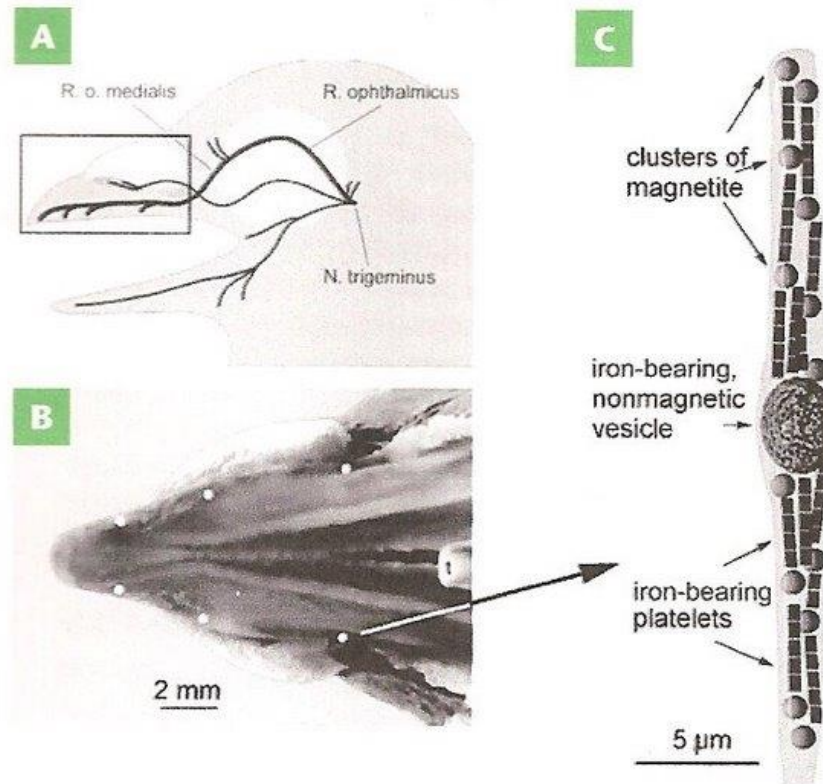 A
R. o. medialis
R. ophthalmicus
N. trigeminus
B
2 mm
C
clusters of
magnetite
iron-bearing,
nonmagnetic
vesicle
iron-bearing
platelets
5 µm